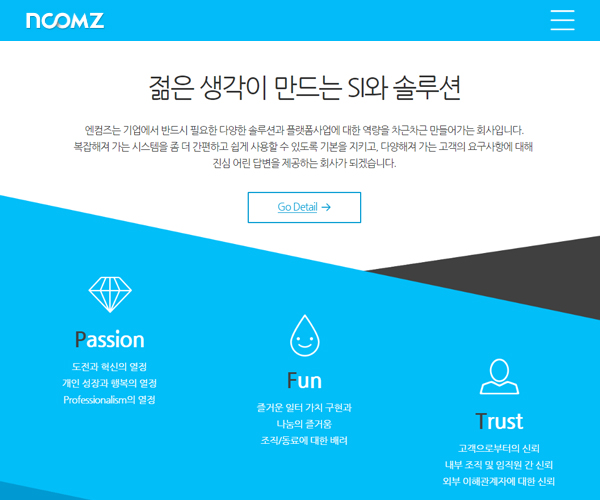 ncomz
젊은 생각이 만드는 SI와 솔루션
엔컴즈는 기업에서 반드시 필요한 다양한 솔루션과 플랫폼사업에 대한 역량을 차근차근 만들어가는 회사입니다.
복잡해져 가는 시스템을 좀 더 간편하고 쉽게 사용할 수 있도록 기본을 지키고, 다양해져 가는 고객의 요구사항에 대해
진심 어린 답변을 제공하는 회사가 되겠습니다.
Go Detail →
Passion
도전과 혁신의 열정
개인 성장과 행복의 열정
Professionalism의 열정
Fun
즐거운 일터 가치 구현과
나눔의 즐거움
조직/동료에 대한 배려
Trust
고객으로부터의 신뢰
내부 조직 및 임직원 간 신뢰
외부 이해관계자에 대한 신뢰